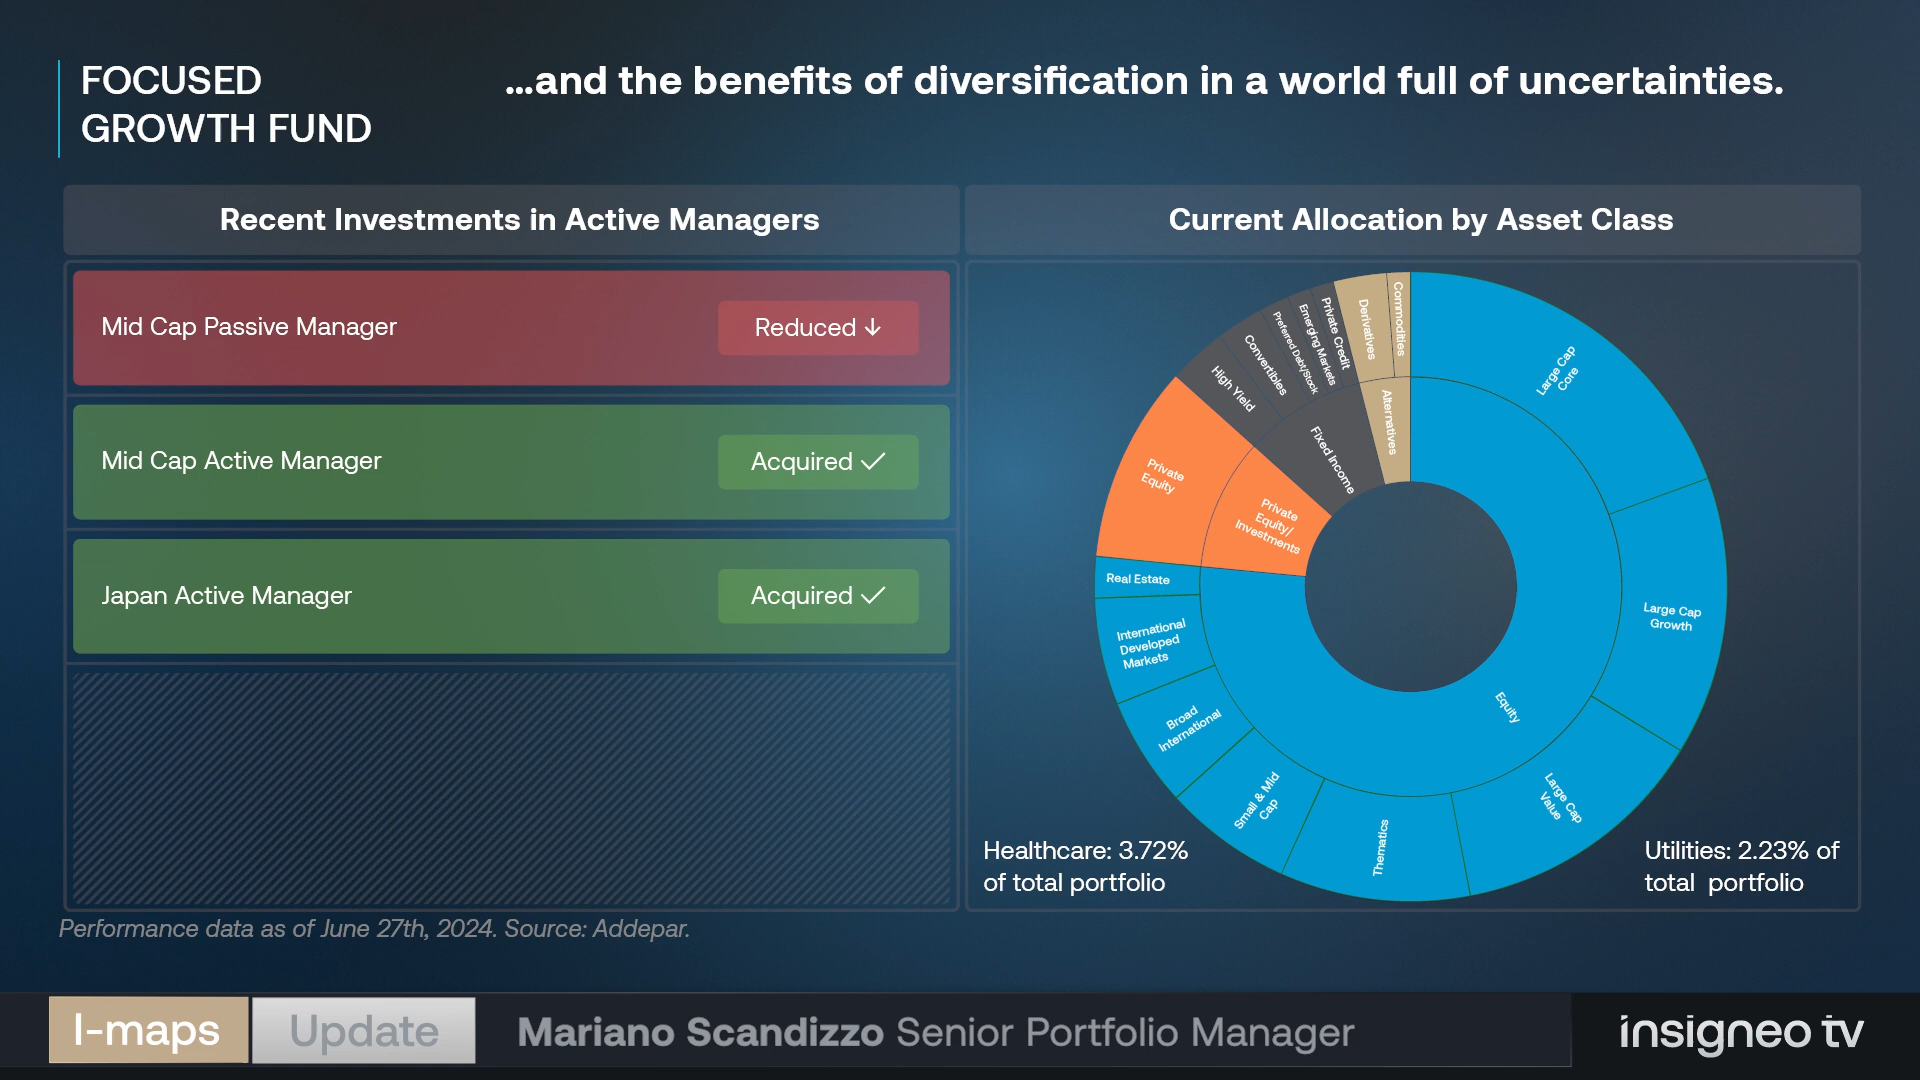 FOCUSED
GROWTH FUND
...and the benefits of diversification in a world full of uncertainties.
Recent Investments in Active Managers
Mid Cap Passive Manager
Reduced ↓
Mid Cap Active Manager
Acquired ✓
Japan Active Manager
Acquired ✓
Current Allocation by Asset Class
Large Cap
Core
Large Cap
Growth
Large Cap
Value
Thematics
Small & Mid
Cap
Broad
International
International
Developed
Markets
Real Estate
Private
Equity
High Yield
Convertibles
Preferred Debt/Stock
Emerging Markets
Private Credit
Derivatives
Commodities
Equity
Private
Equity/
Investments
Fixed Income
Alternatives
Healthcare: 3.72%
of total portfolio
Utilities: 2.23% of
total portfolio
Performance data as of June 27th, 2024. Source: Addepar.
I-maps
Update
Mariano Scandizzo Senior Portfolio Manager
insigneo tv